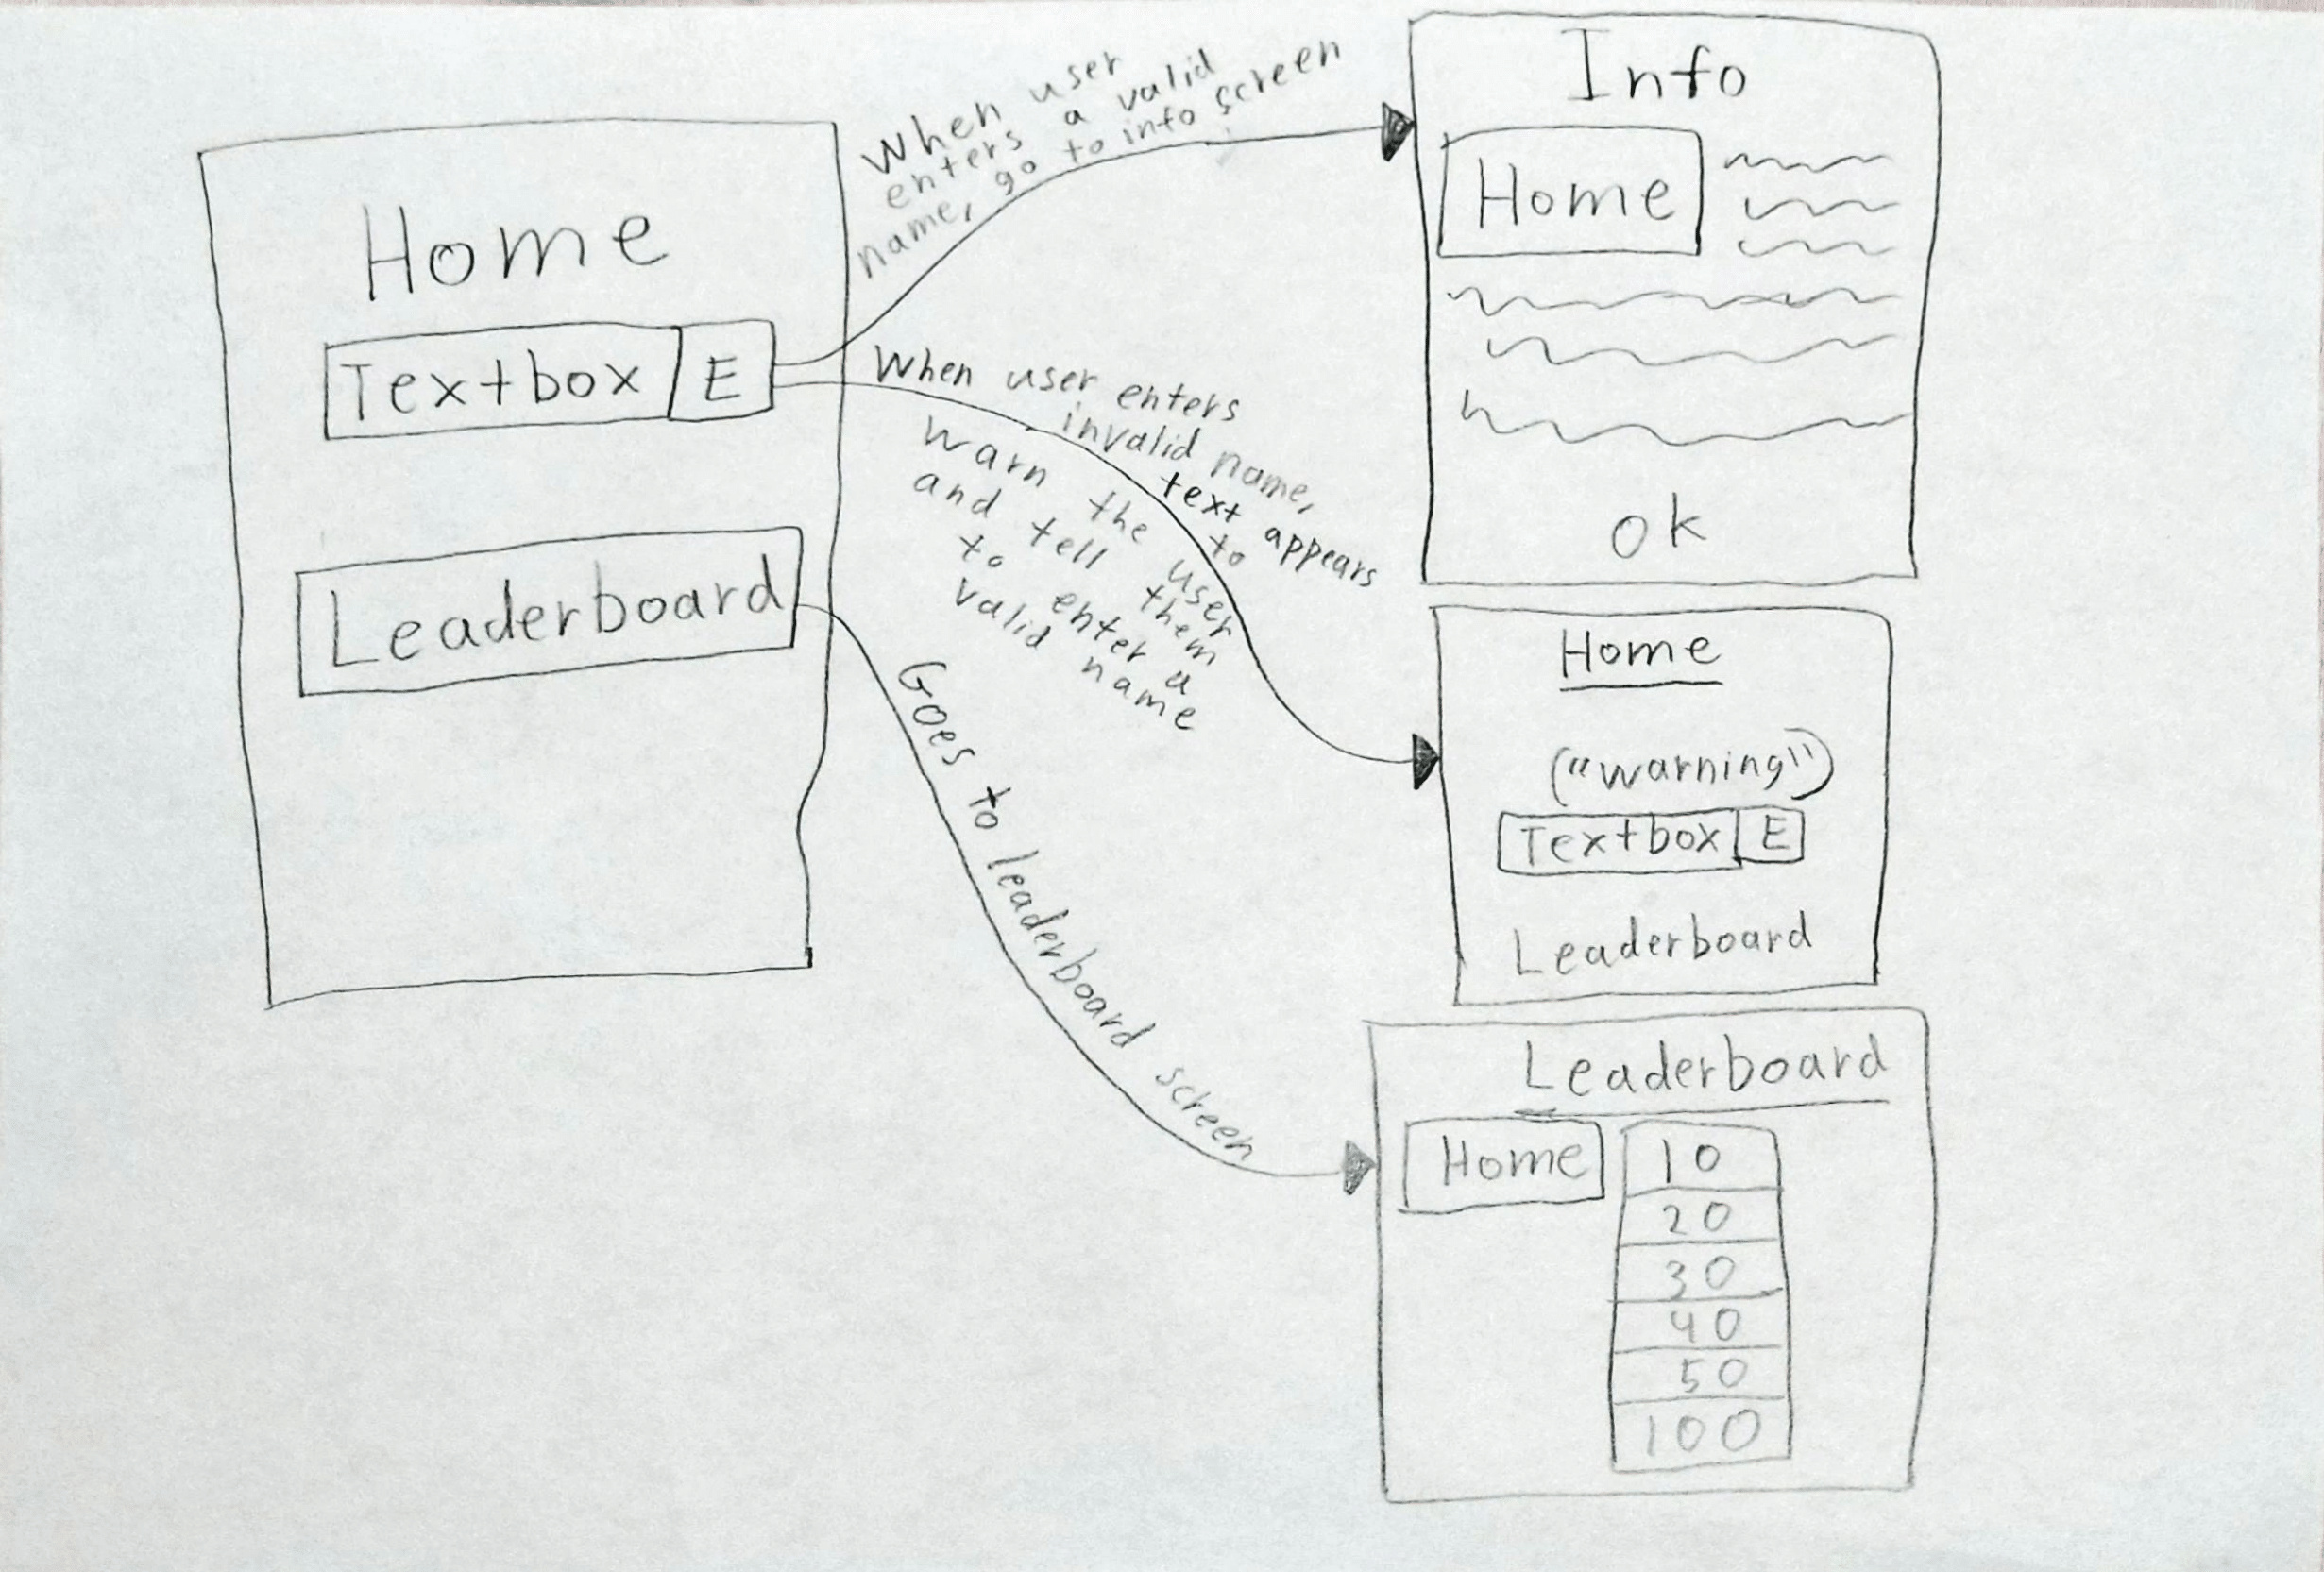 Home
Textbox E
Leaderboard
When user
enters a valid
name, go to info screen
When user enters
invalid name,
text appears
to
warn the user
and tell them
to enter a
valid name
Goes to leaderboard screen
Info
Home
ok
Home
("warning")
Textbox E
Leaderboard
Leaderboard
Home
10
20
30
40
50
100